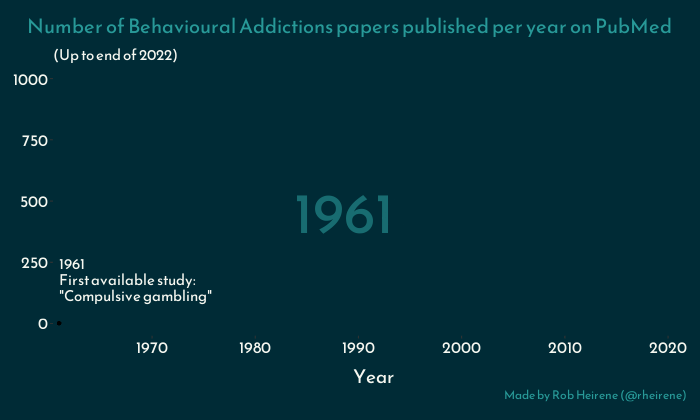 Number of Behavioural Addictions papers published per year on PubMed
(Up to end of 2022)
1000
750
500
250
0
1961
1961
First available study:
"Compulsive gambling"
1970 1980 1990 2000 2010 2020
Year
Made by Rob Heirene (@rheirene)